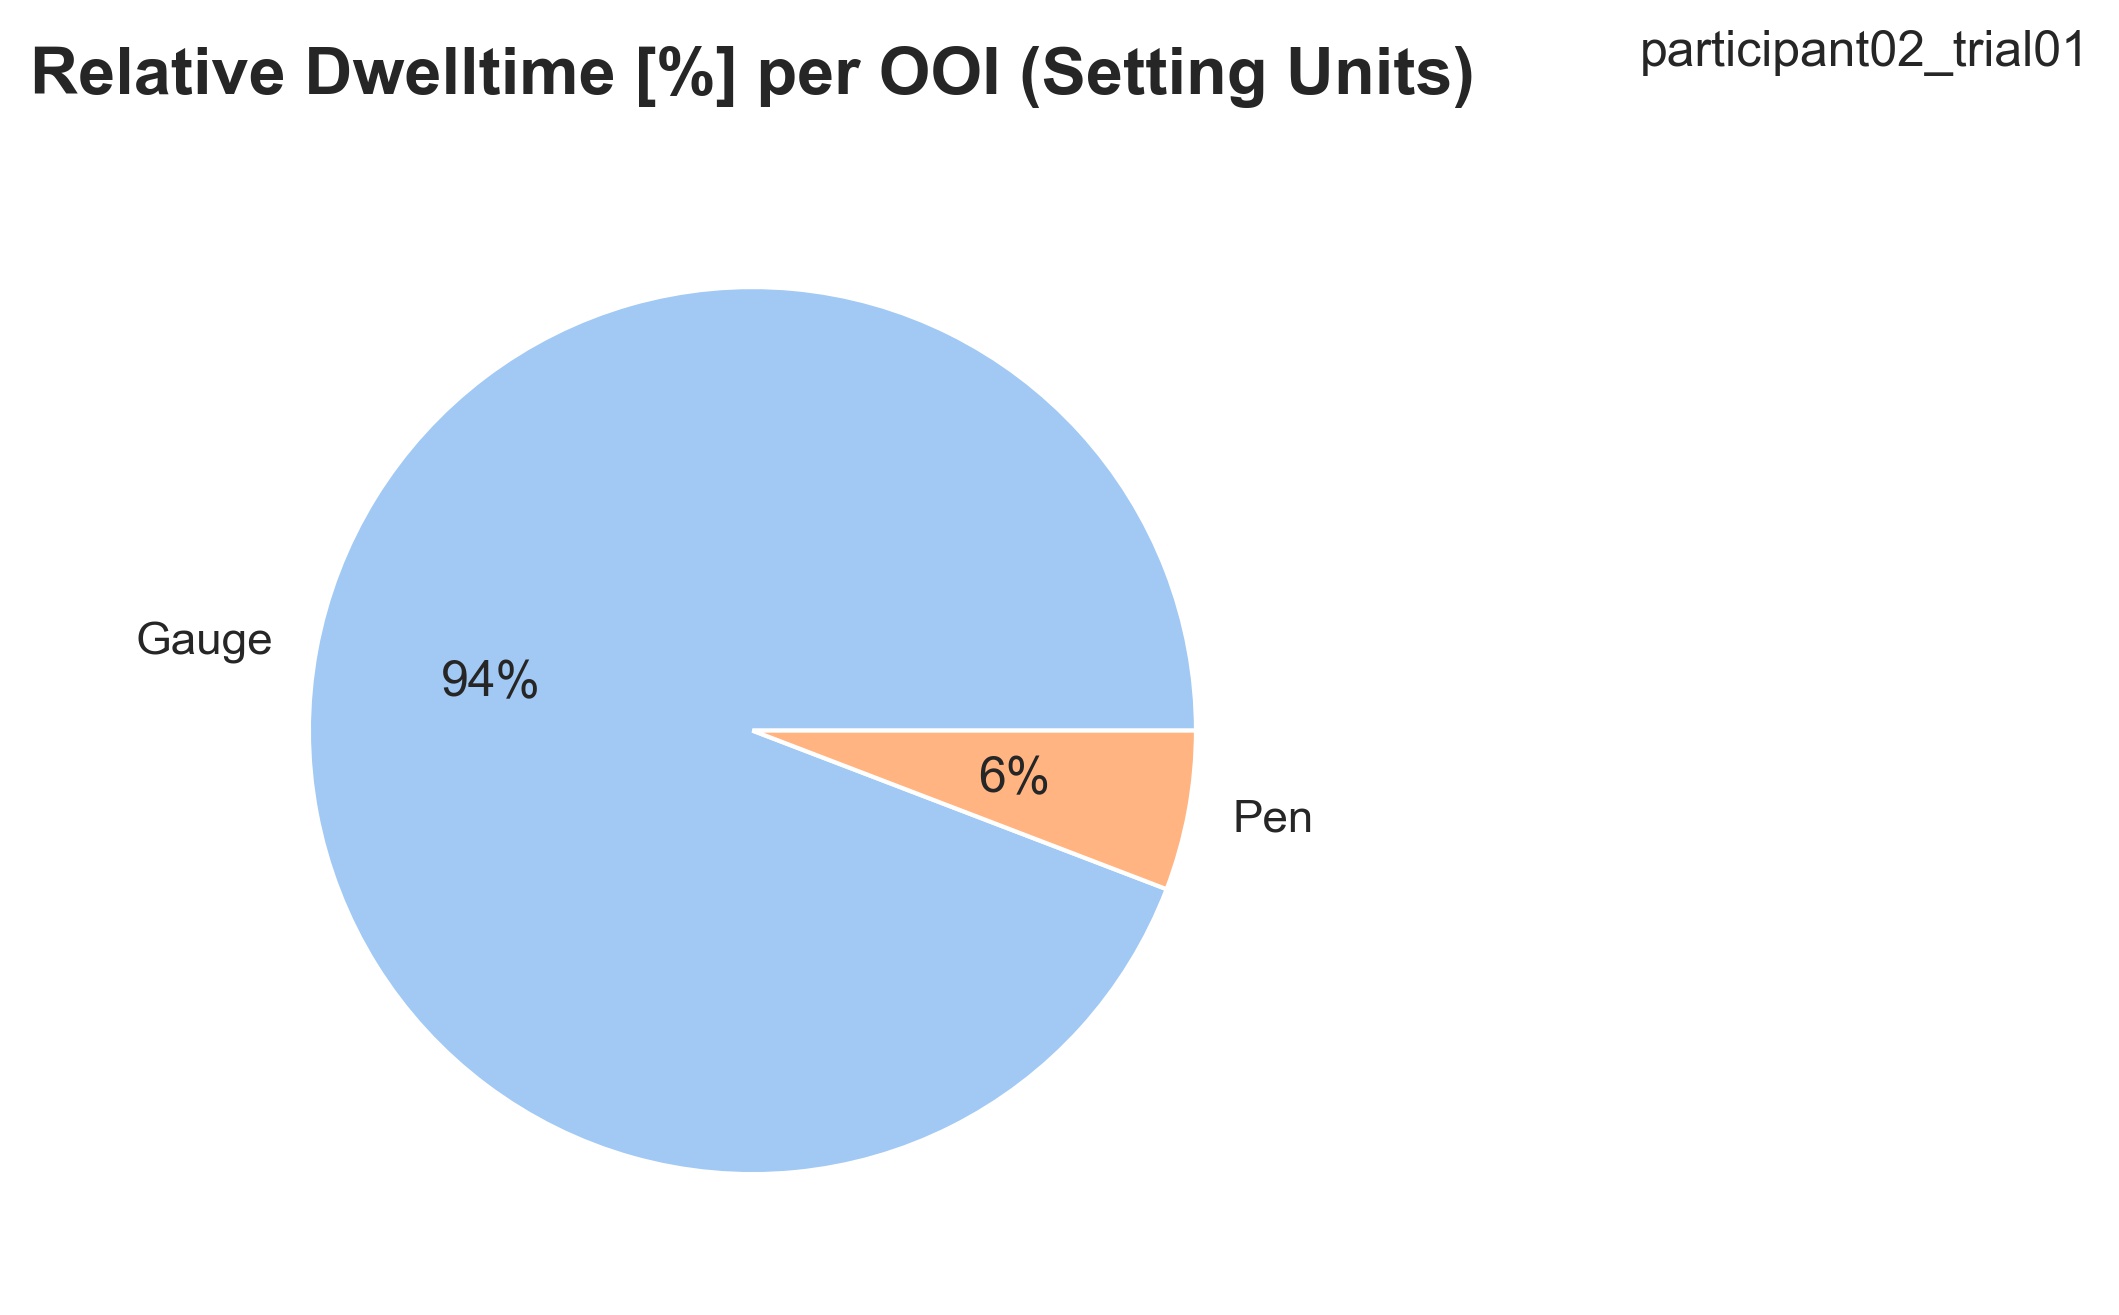 Relative Dwelltime [%] per OOI (Setting Units)
participant02_trial01
Gauge
94%
6%
Pen